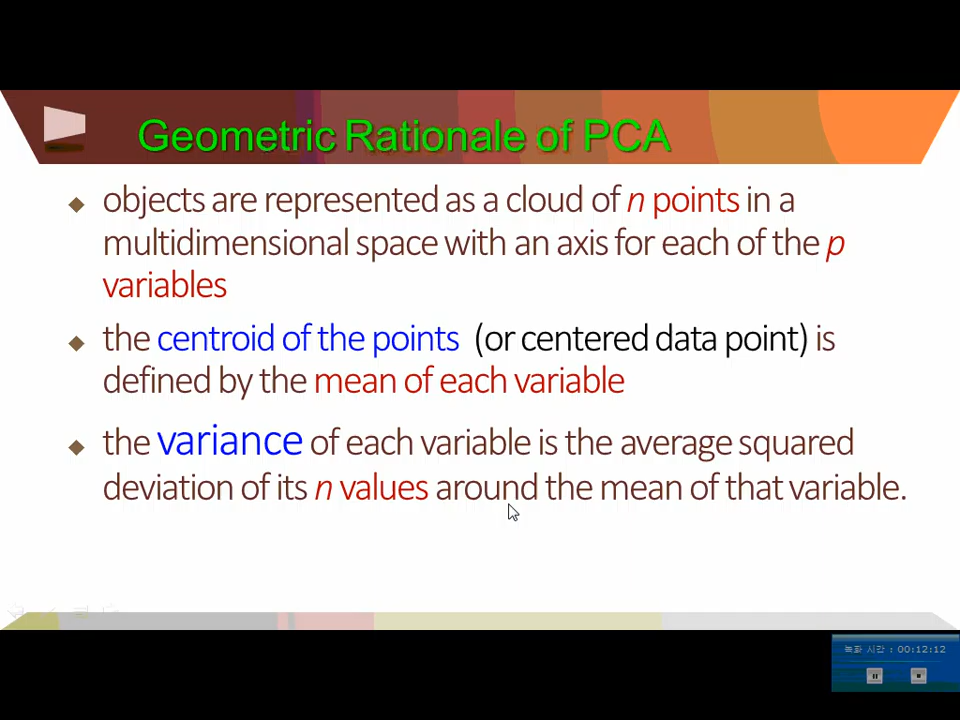 Geometric Rationale of PCA
objects are represented as a cloud of n points in a
multidimensional space with an axis for each of the p
variables
the centroid of the points (or centered data point) is
defined by the mean of each variable
the variance of each variable is the average squared
deviation of its n values around the mean of that variable.
녹화 시간 : 00:12:12